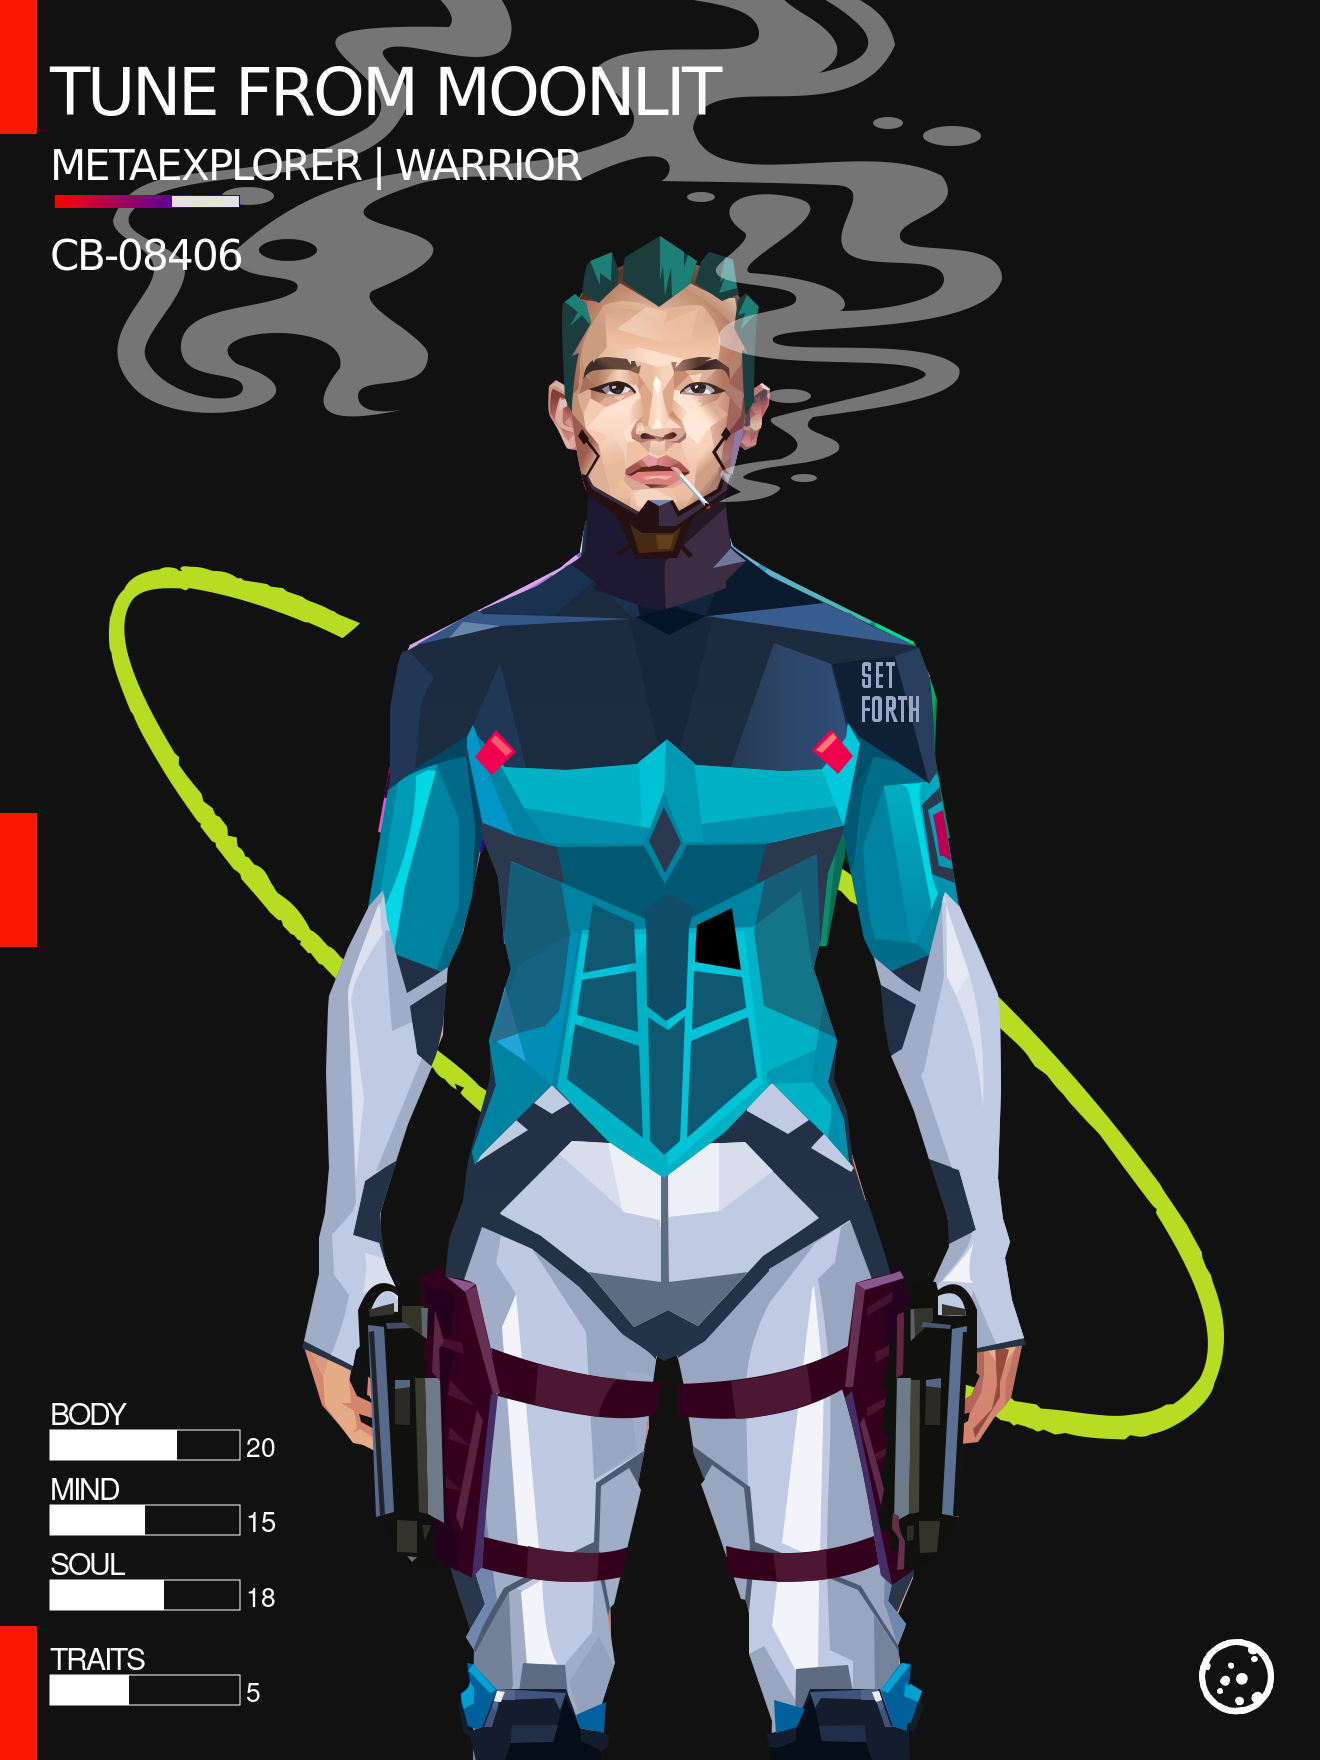 TUNE FROM MOONLIT
METAEXPLORER | WARRIOR
CB-08406
SET
FORTH
BODY
20
MIND
15
SOUL
18
TRAITS
5